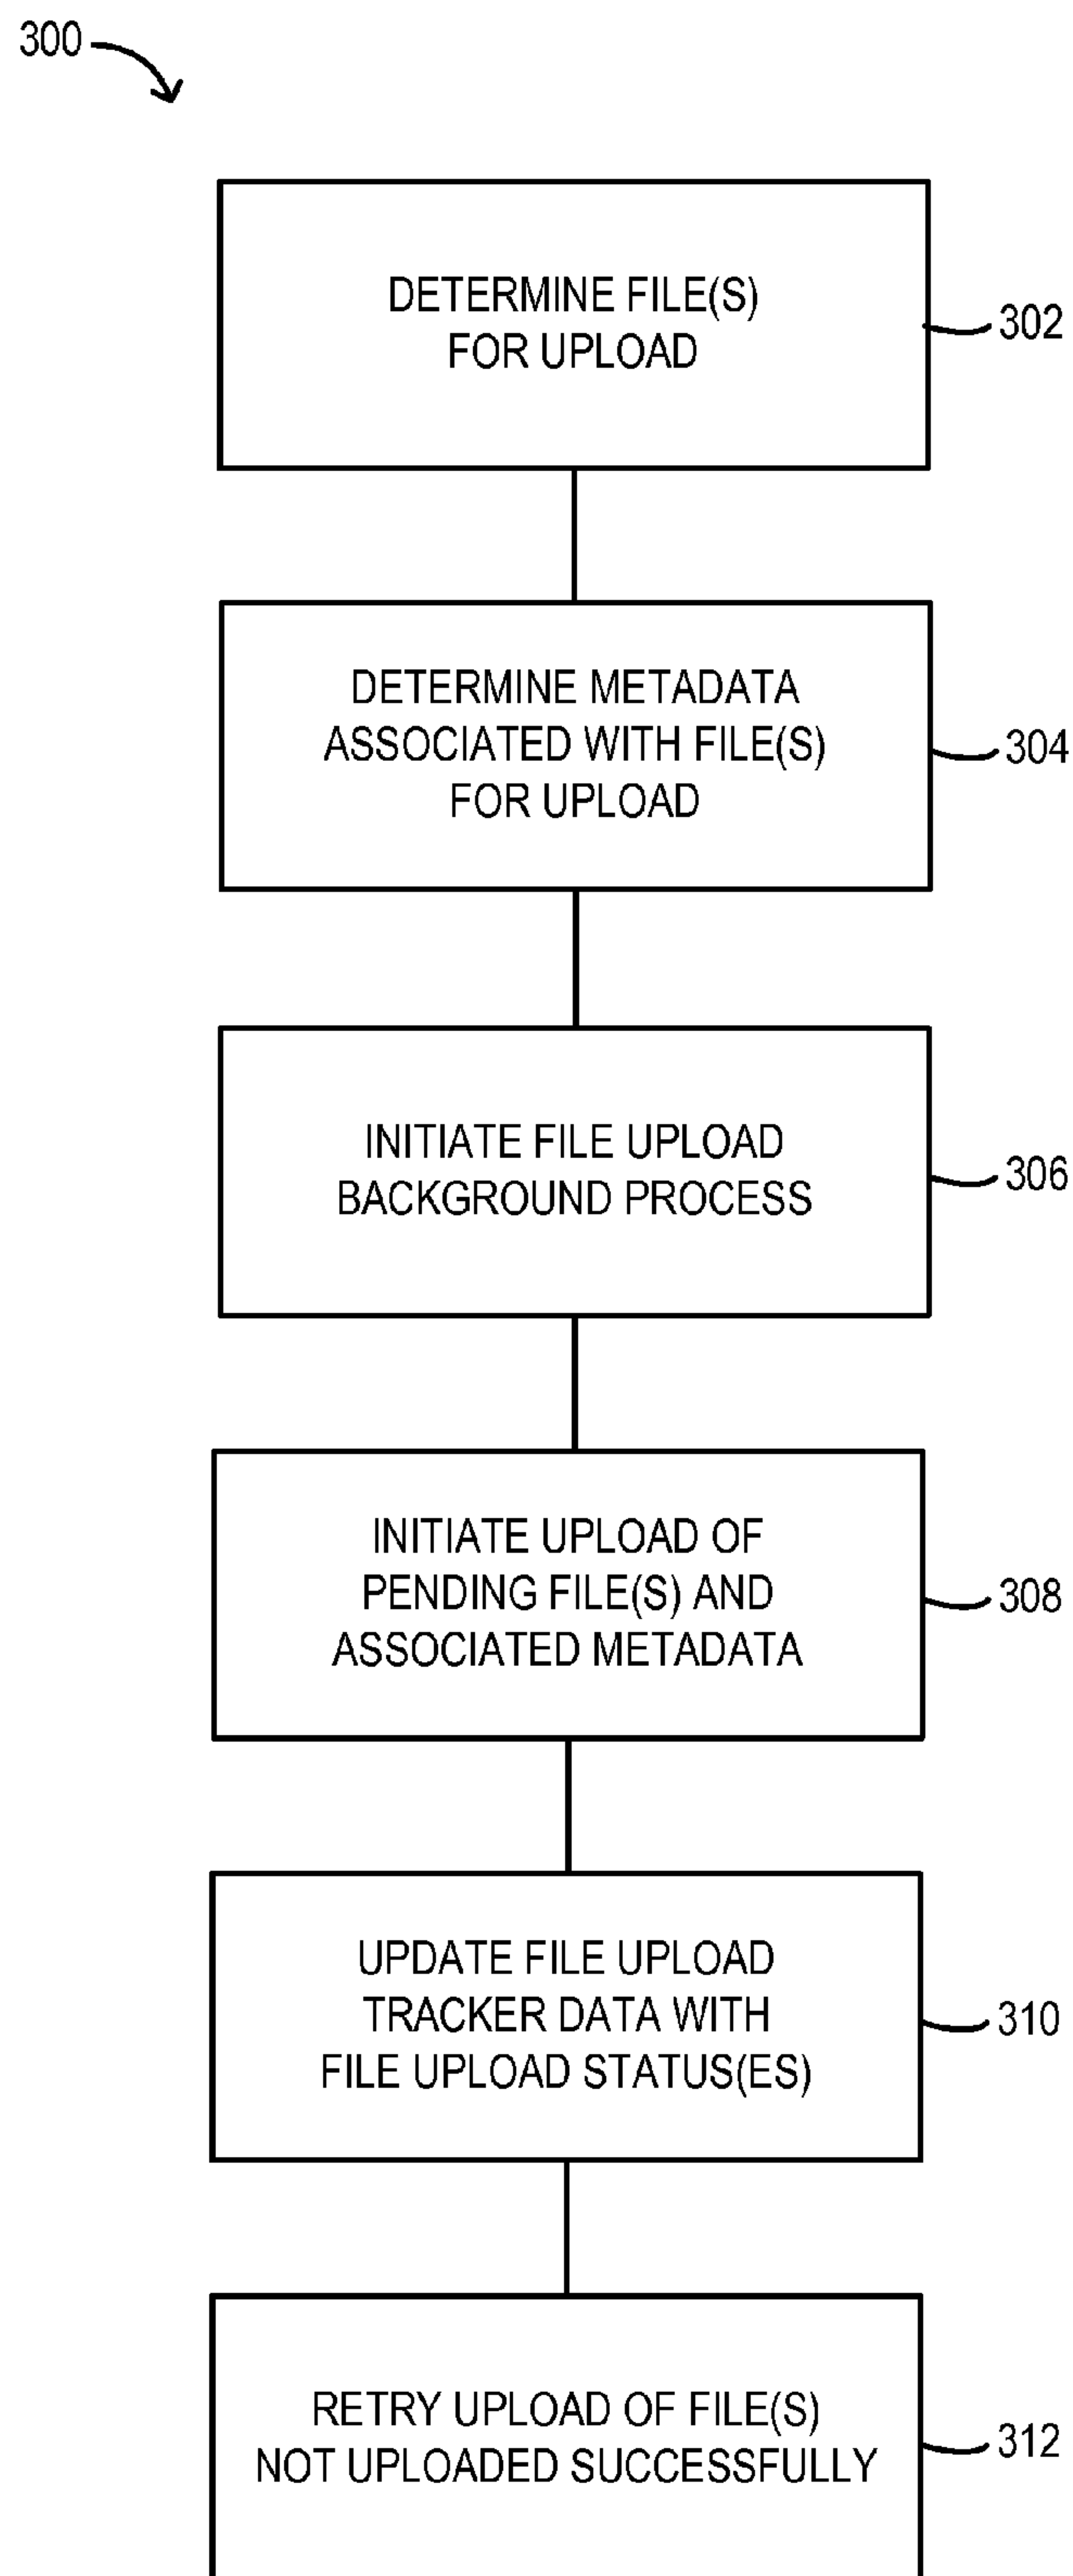 300
DETERMINE FILE(S)
FOR UPLOAD
302
DETERMINE METADATA
ASSOCIATED WITH FILE(S)
FOR UPLOAD
304
INITIATE FILE UPLOAD
BACKGROUND PROCESS
306
INITIATE UPLOAD OF
PENDING FILE(S) AND
ASSOCIATED METADATA
308
UPDATE FILE UPLOAD
TRACKER DATA WITH
FILE UPLOAD STATUS(ES)
310
RETRY UPLOAD OF FILE(S)
NOT UPLOADED SUCCESSFULLY
312